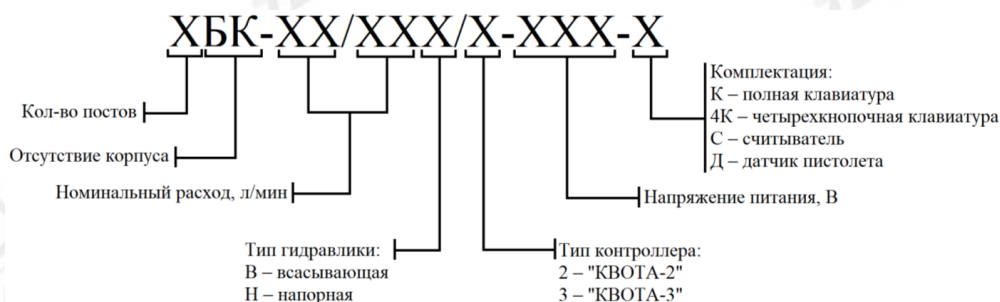 ХБК-ХХ/ХХХ/Х-ХХХ-Х
Комплектация:
К – полная клавиатура
4К – четырехкнопочная клавиатура
С – считыватель
Д – датчик пистолета
Кол-во постов
Отсутствие корпуса
Номинальный расход, л/мин
Напряжение питания, В
Тип гидравлики:
В – всасывающая
Н – напорная
Тип контроллера:
2 – "КВОТА-2"
3 – "КВОТА-3"